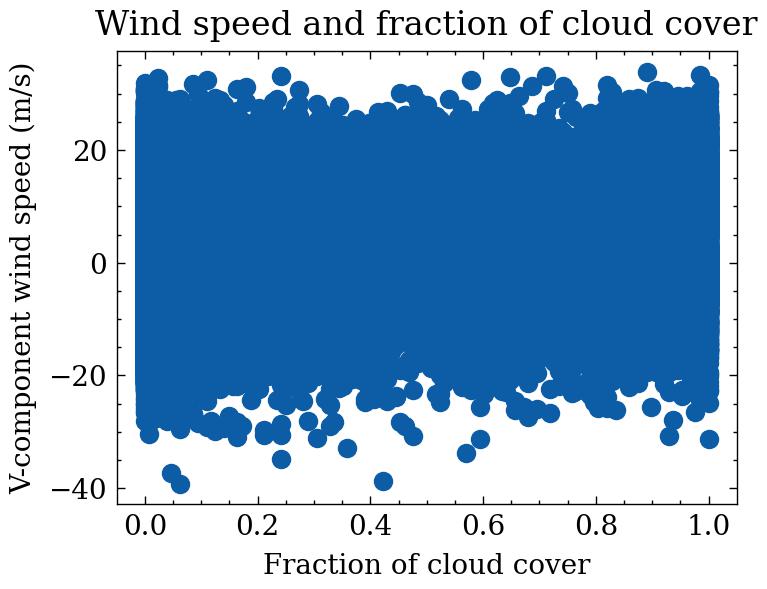 Wind speed and fraction of cloud cover
V-component wind speed (m/s)
20
0
−20
−40
0.0 0.2 0.4 0.6 0.8 1.0
Fraction of cloud cover